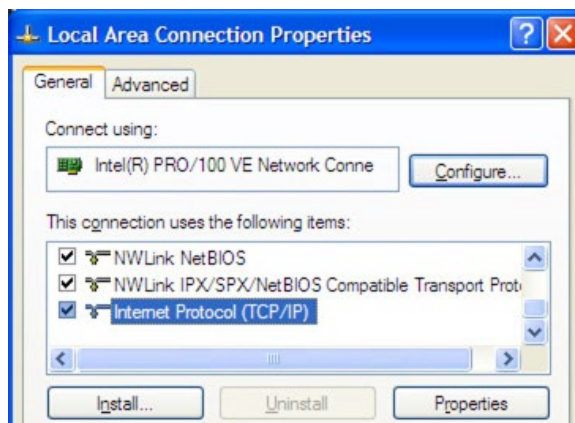 Local Area Connection Properties
General
Advanced
Connect using:
Intel(R) PRO/100 VE Network Conne
Configure...
This connection uses the following items:
NWLink NetBIOS
NWLink IPX/SPX/NetBIOS Compatible Transport Proto
Internet Protocol (TCP/IP)
Install...
Uninstall
Properties